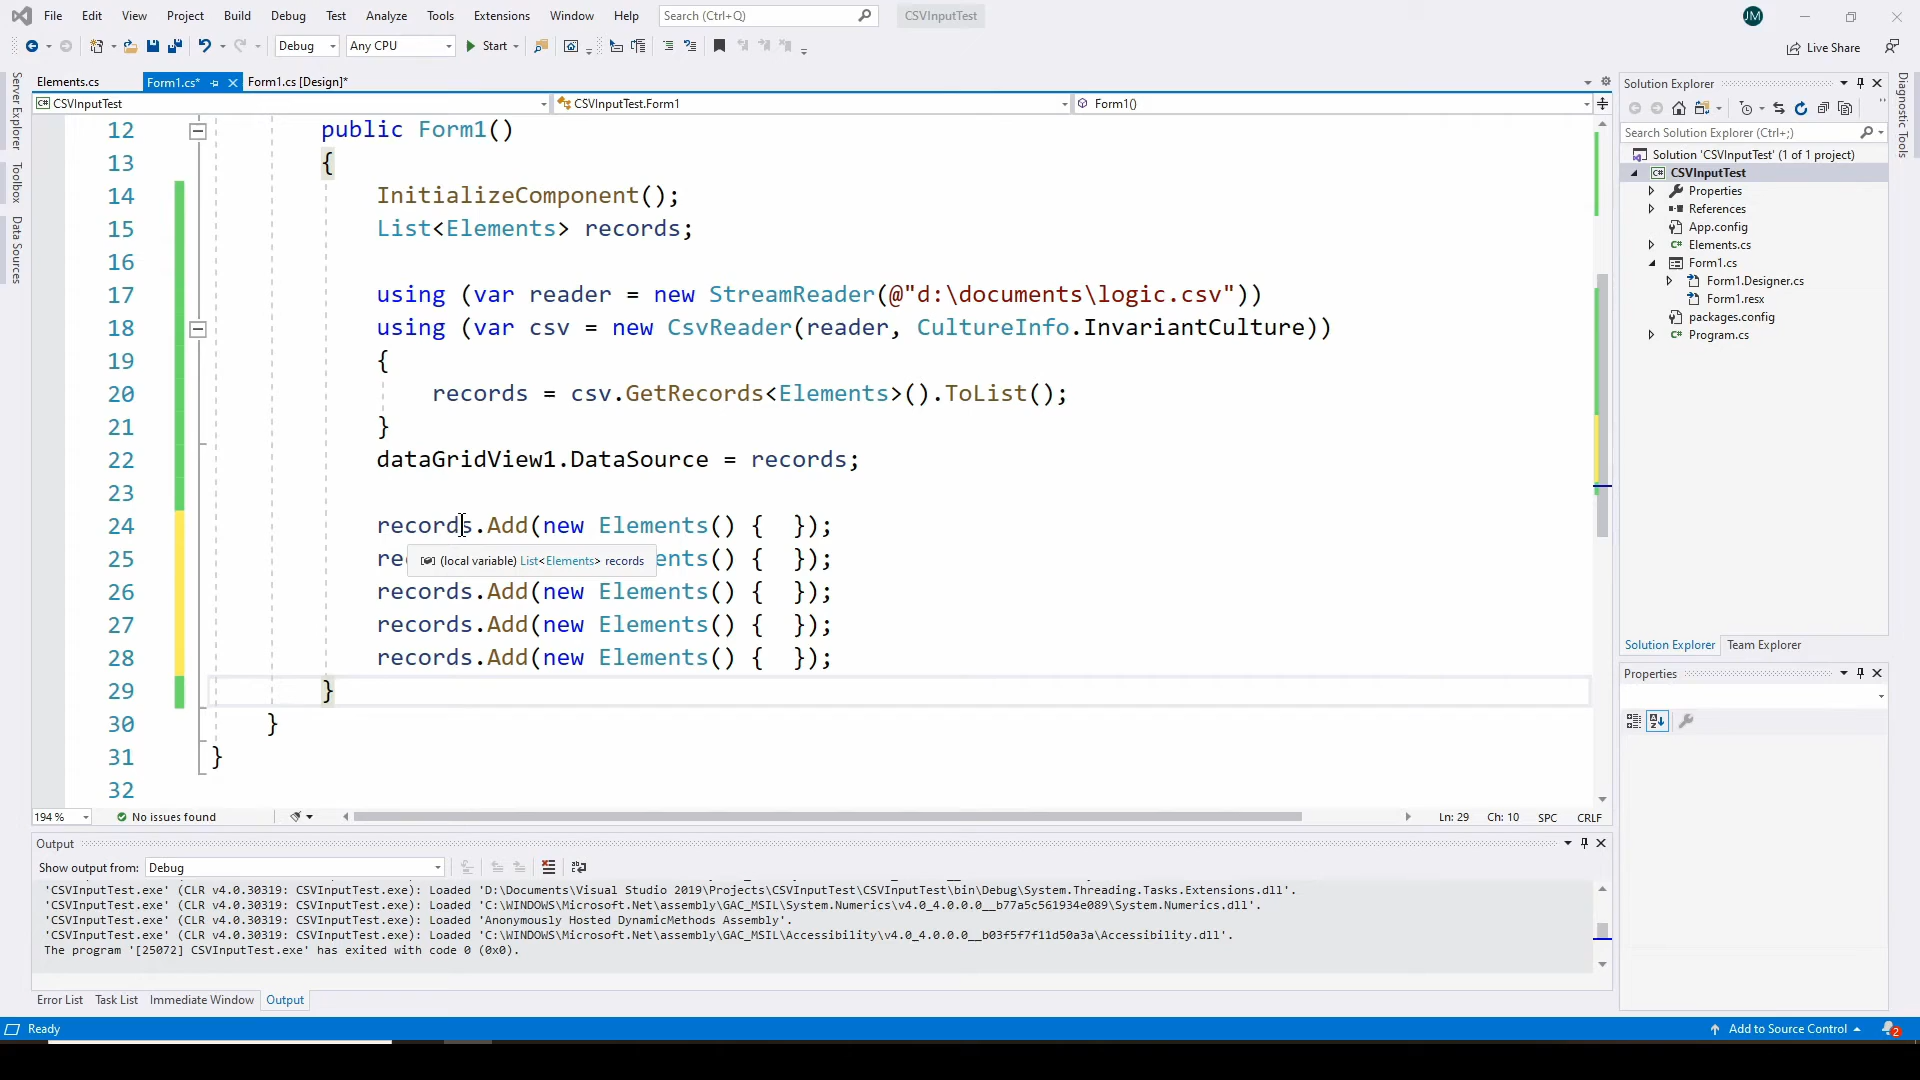 File Edit View Project Build Debug Test Analyze Tools Extensions Window Help Search (Ctrl+Q) CSVInputTest JM
Debug Any CPU Start Live Share
Elements.cs Form1.cs* Form1.cs [Design]*
CSVInputTest CSVInputTest.Form1 Form1()
Server Explorer
Toolbox
Data Sources
12 public Form1()
13 {
14 InitializeComponent();
15 List<Elements> records;
16
17 using (var reader = new StreamReader(@"d:\documents\logic.csv"))
18 using (var csv = new CsvReader(reader, CultureInfo.InvariantCulture))
19 {
20 records = csv.GetRecords<Elements>().ToList();
21 }
22 dataGridView1.DataSource = records;
23
24 records.Add(new Elements() { });
25 re ents() { });
(local variable) List<Elements> records
26 records.Add(new Elements() { });
27 records.Add(new Elements() { });
28 records.Add(new Elements() { });
29 }
30 }
31 }
32
194 % No issues found Ln: 29 Ch: 10 SPC CRLF
Output
Show output from: Debug
'CSVInputTest.exe' (CLR v4.0.30319: CSVInputTest.exe): Loaded 'D:\Documents\Visual Studio 2019\Projects\CSVInputTest\CSVInputTest\bin\Debug\System.Threading.Tasks.Extensions.dll'.
'CSVInputTest.exe' (CLR v4.0.30319: CSVInputTest.exe): Loaded 'C:\WINDOWS\Microsoft.Net\assembly\GAC_MSIL\System.Numerics\v4.0_4.0.0.0__b77a5c561934e089\System.Numerics.dll'.
'CSVInputTest.exe' (CLR v4.0.30319: CSVInputTest.exe): Loaded 'Anonymously Hosted DynamicMethods Assembly'.
'CSVInputTest.exe' (CLR v4.0.30319: CSVInputTest.exe): Loaded 'C:\WINDOWS\Microsoft.Net\assembly\GAC_MSIL\Accessibility\v4.0_4.0.0.0__b03f5f7f11d50a3a\Accessibility.dll'.
The program '[25072] CSVInputTest.exe' has exited with code 0 (0x0).
Error List Task List Immediate Window Output
Solution Explorer
Search Solution Explorer (Ctrl+;)
Solution 'CSVInputTest' (1 of 1 project)
CSVInputTest
Properties
References
App.config
Elements.cs
Form1.cs
Form1.Designer.cs
Form1.resx
packages.config
Program.cs
Solution Explorer Team Explorer
Properties
Diagnostic Tools
Ready Add to Source Control 2